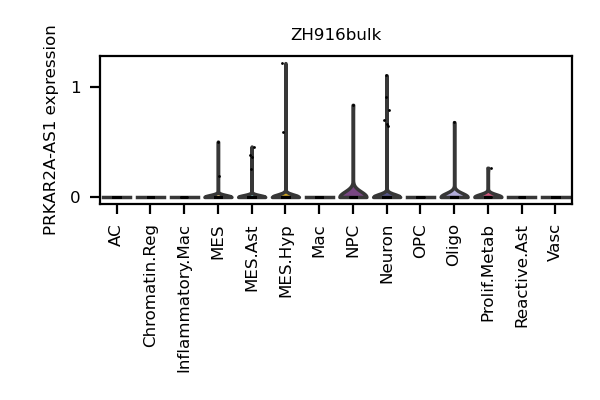 ZH916bulk
PRKAR2A-AS1 expression
1
0
AC
Chromatin.Reg
Inflammatory.Mac
MES
MES.Ast
MES.Hyp
Mac
NPC
Neuron
OPC
Oligo
Prolif.Metab
Reactive.Ast
Vasc